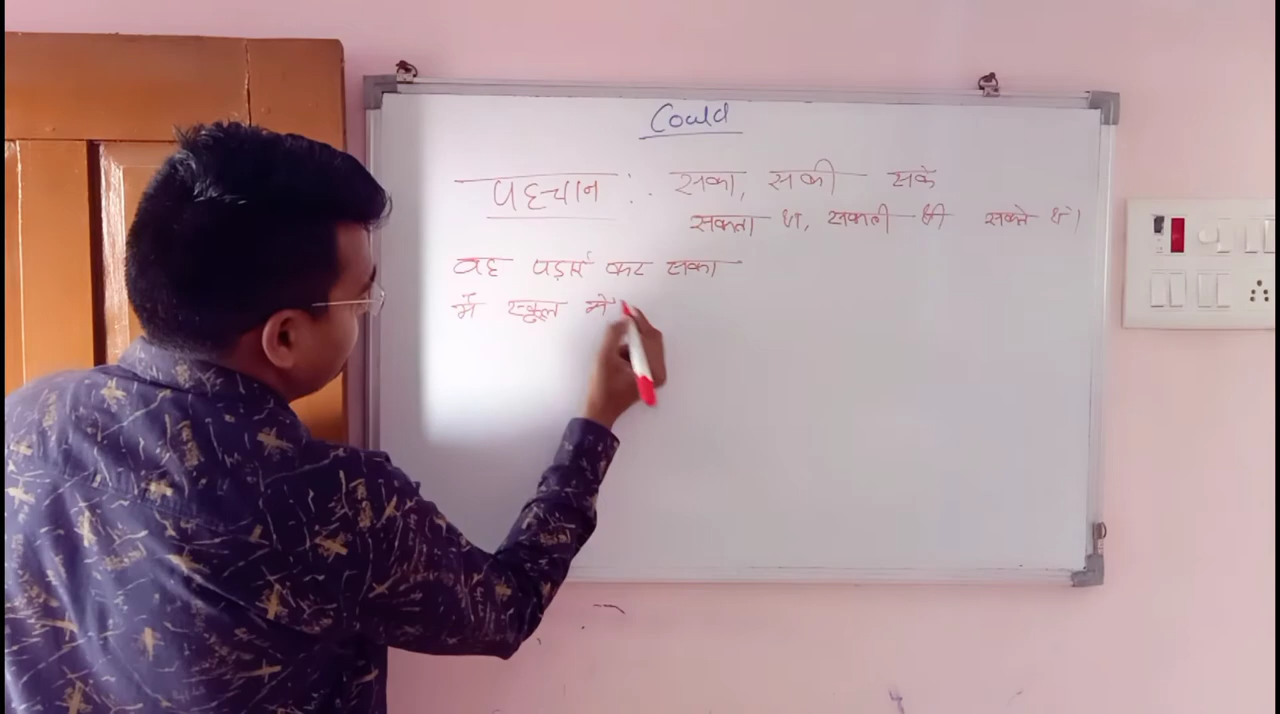 Could
पहचान :. सका, सकी सके
सकता था, सकती थी सकते थे।
वह पढ़ाई कर सका
मैं स्कूल में